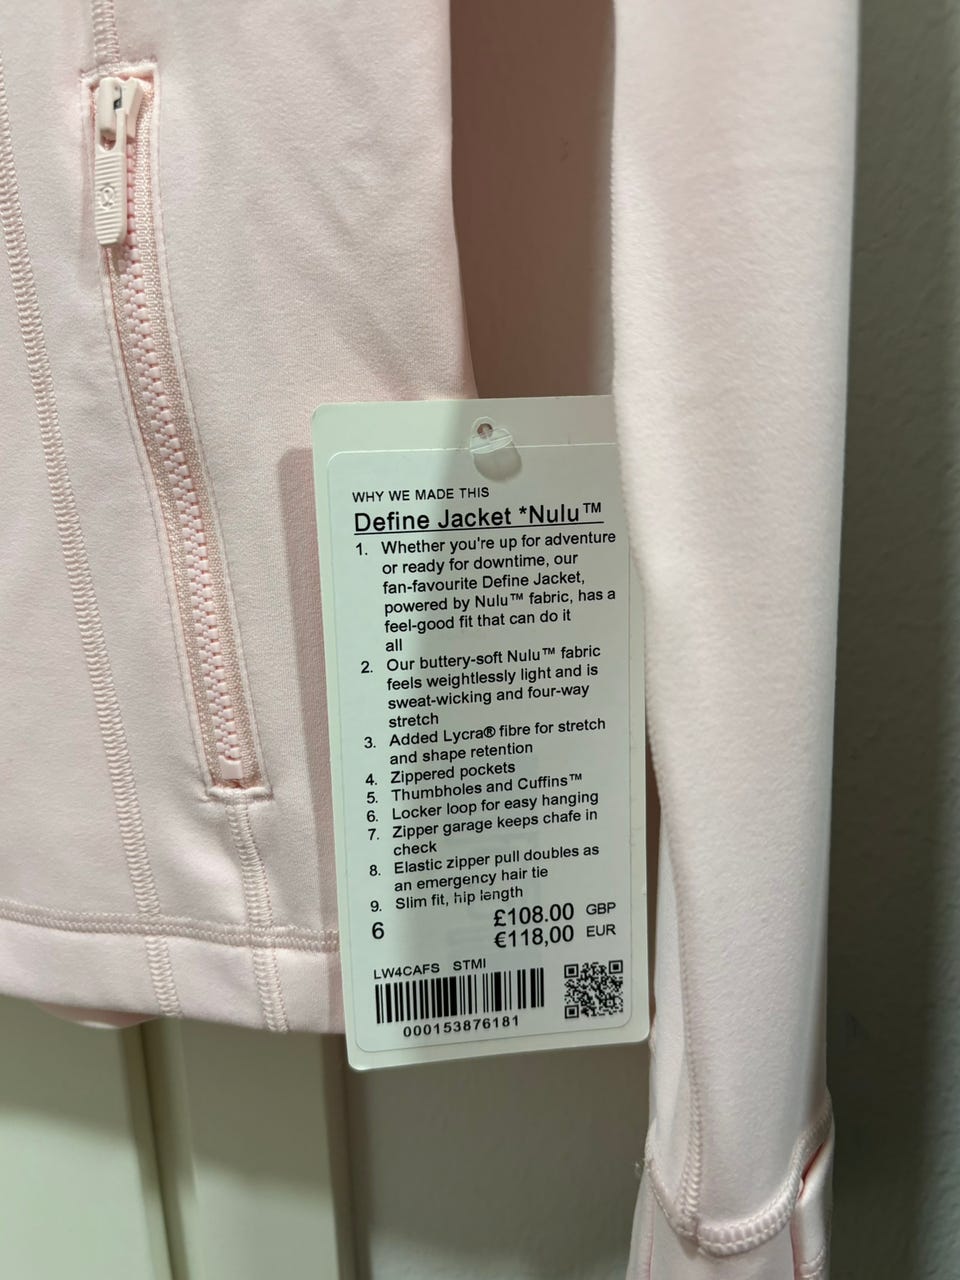 WHY WE MADE THIS
Define Jacket *Nulu™
1. Whether you're up for adventure
or ready for downtime, our
fan-favourite Define Jacket,
powered by Nulu™ fabric, has a
feel-good fit that can do it
all
2. Our buttery-soft Nulu™ fabric
feels weightlessly light and is
sweat-wicking and four-way
stretch
3. Added Lycra® fibre for stretch
and shape retention
4. Zippered pockets
5. Thumbholes and Cuffins™
6. Locker loop for easy hanging
7. Zipper garage keeps chafe in
check
8. Elastic zipper pull doubles as
an emergency hair tie
9. Slim fit, hip length
6 £108.00 GBP
€118,00 EUR
LW4CAFS STMI
000153876181